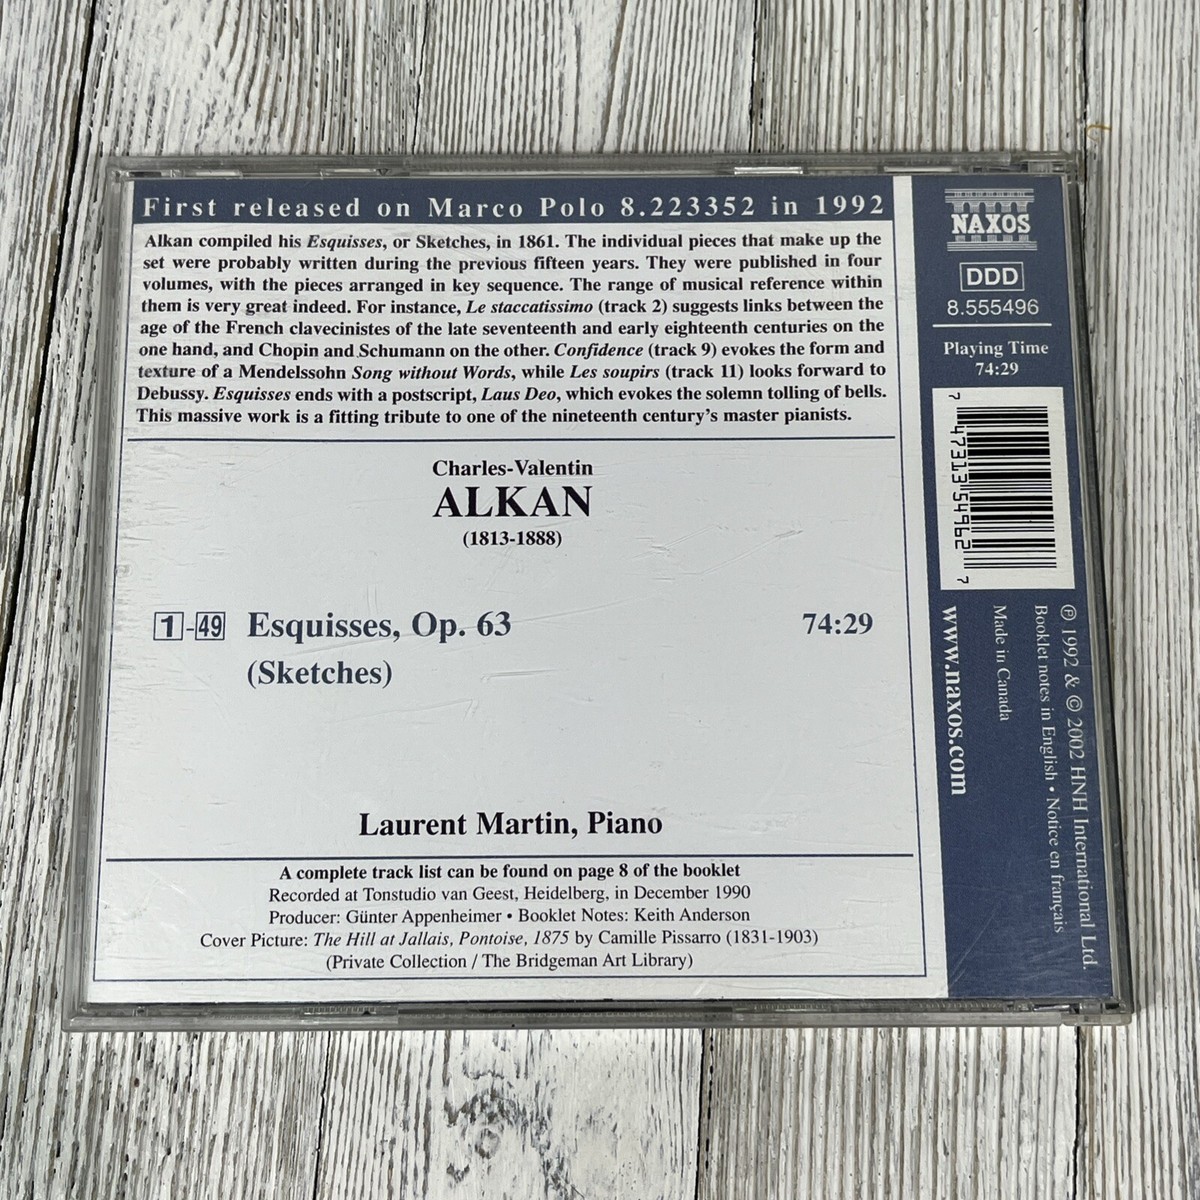 First released on Marco Polo 8.223352 in 1992
Alkan compiled his Esquisses, or Sketches, in 1861. The individual pieces that make up the
set were probably written during the previous fifteen years. They were published in four
volumes, with the pieces arranged in key sequence. The range of musical reference within
them is very great indeed. For instance, Le staccatissimo (track 2) suggests links between the
age of the French clavecinistes of the late seventeenth and early eighteenth centuries on the
one hand, and Chopin and Schumann on the other. Confidence (track 9) evokes the form and
texture of a Mendelssohn Song without Words, while Les soupirs (track 11) looks forward to
Debussy. Esquisses ends with a postscript, Laus Deo, which evokes the solemn tolling of bells.
This massive work is a fitting tribute to one of the nineteenth century's master pianists.
Charles-Valentin
ALKAN
(1813-1888)
1-49 Esquisses, Op. 63 74:29
(Sketches)
Laurent Martin, Piano
A complete track list can be found on page 8 of the booklet
Recorded at Tonstudio van Geest, Heidelberg, in December 1990
Producer: Günter Appenheimer • Booklet Notes: Keith Anderson
Cover Picture: The Hill at Jallais, Pontoise, 1875 by Camille Pissarro (1831-1903)
(Private Collection / The Bridgeman Art Library)
NAXOS
DDD
8.555496
Playing Time
74:29
7 47313 54962 7
℗ 1992 & © 2002 HNH International Ltd.
Booklet notes in English • Notice en français
Made in Canada
www.naxos.com